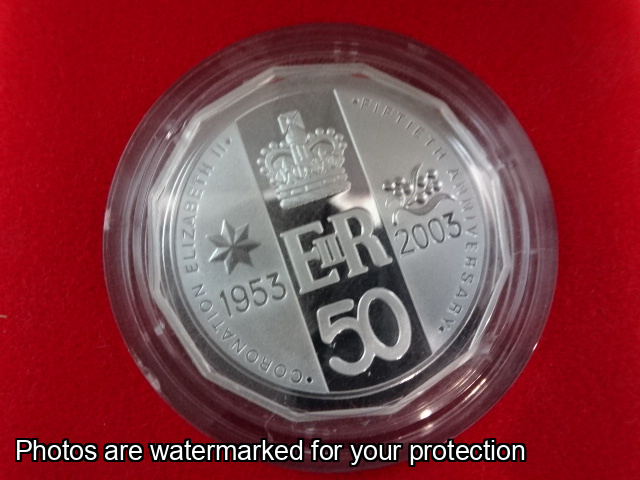 •CORONATION ELIZABETH II•
•FIFTIETH ANNIVERSARY•
1953
EIIR
2003
50
Photos are watermarked for your protection